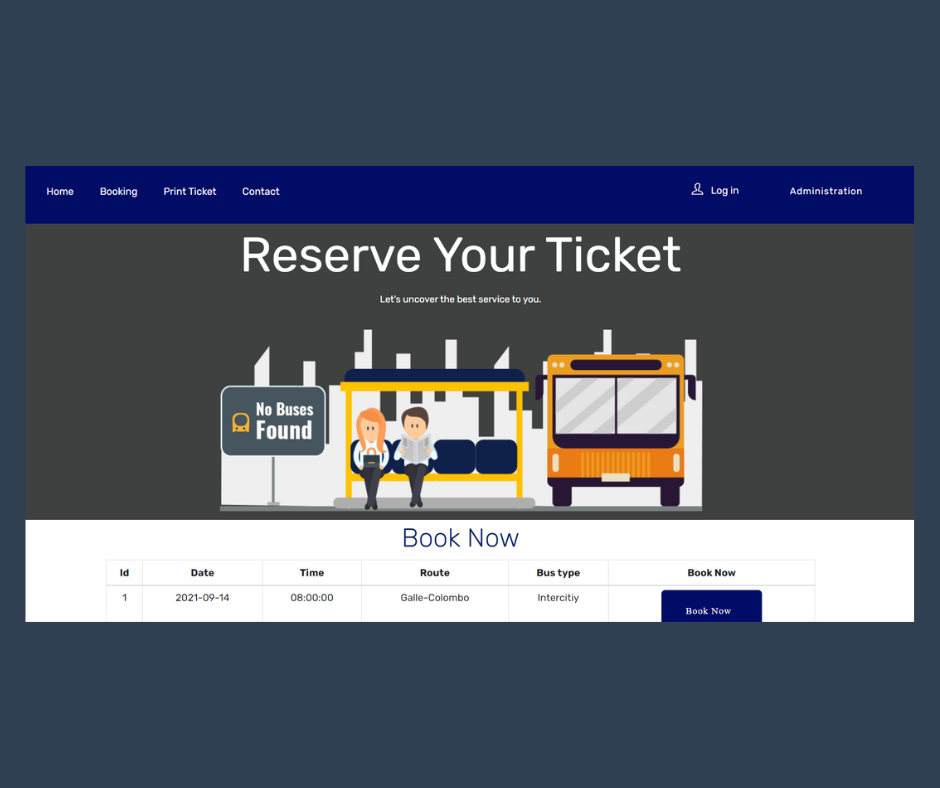 Home Booking Print Ticket Contact Log in Administration
Reserve Your Ticket
Let's uncover the best service to you.
No Buses
Found
Book Now
Id Date Time Route Bus type Book Now
1 2021-09-14 08:00:00 Galle-Colombo Intercitiy Book Now